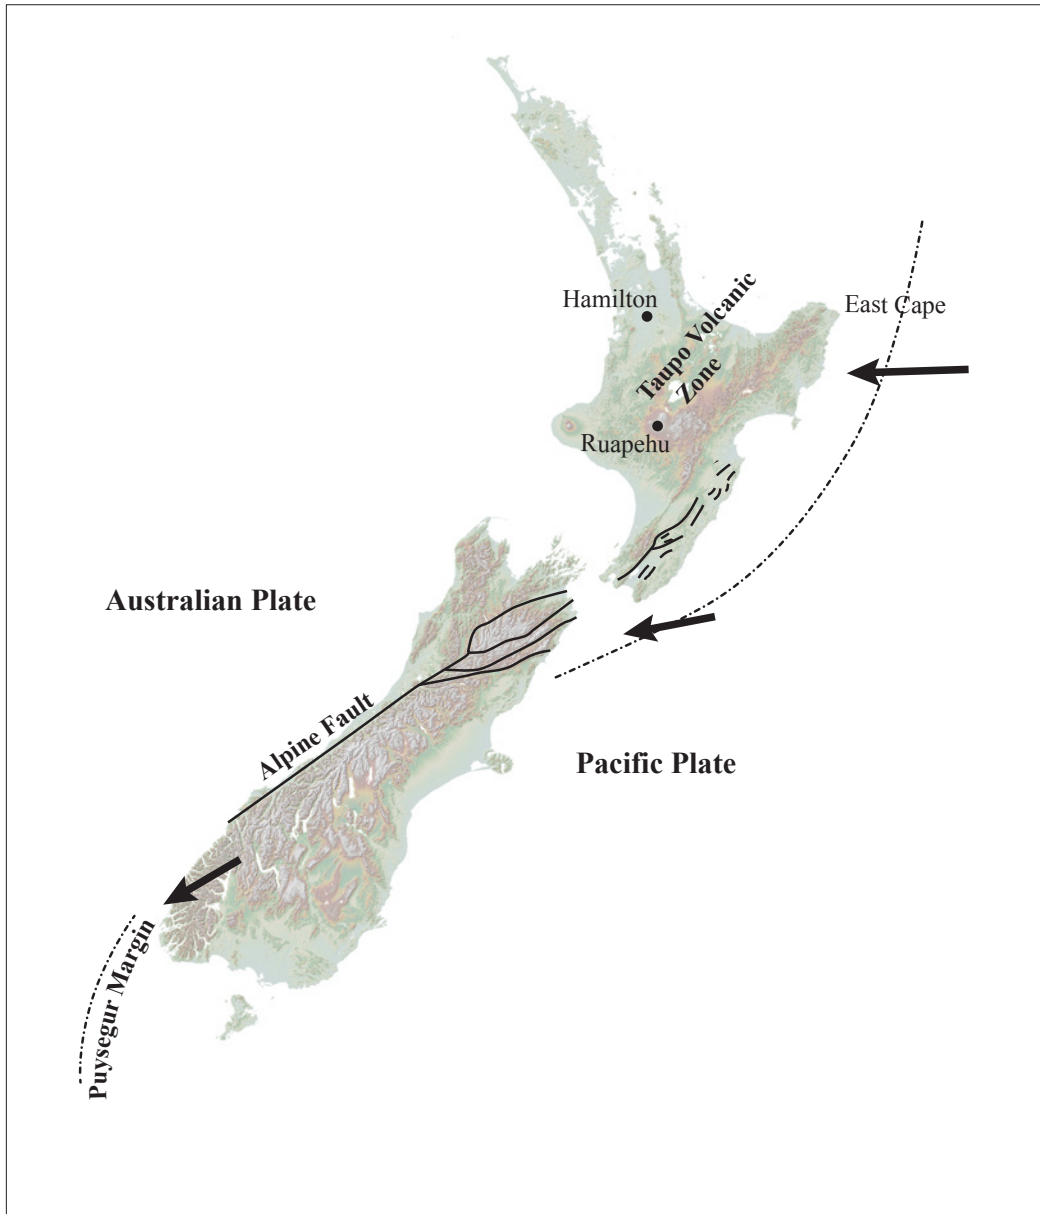 Hamilton
Taupo Volcanic
Zone
East Cape
Ruapehu
Australian Plate
Alpine Fault
Pacific Plate
Puysegur Margin